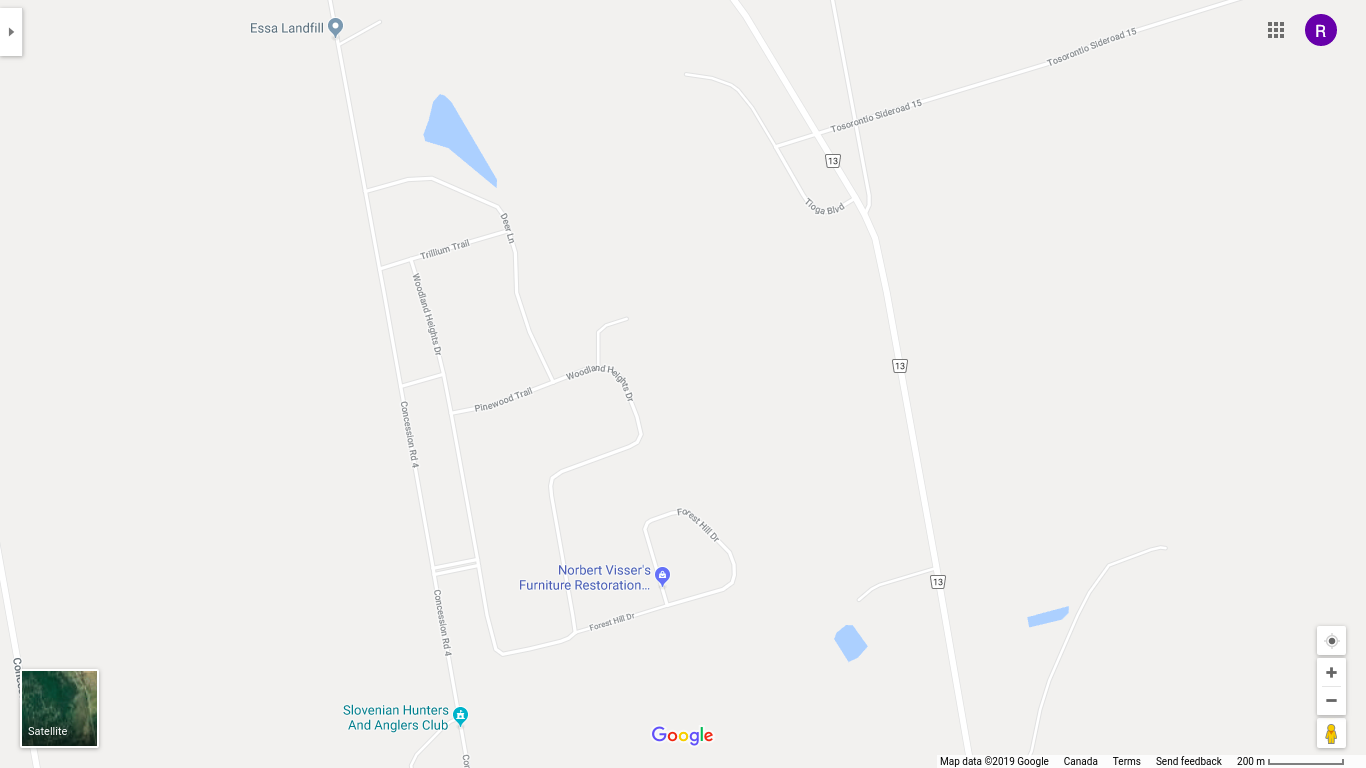 Essa Landfill
R
Tosorontio Sideroad 15
Tosorontio Sideroad 15
13
Tioga Blvd
Deer Ln
Trillium Trail
Woodland Heights Dr
13
Woodland Heights Dr
Pinewood Trail
Concession Rd 4
Forest Hill Dr
Norbert Visser's
Furniture Restoration...
13
Concession Rd 4
Forest Hill Dr
Satellite
Slovenian Hunters
And Anglers Club
Google
Map data ©2019 Google Canada Terms Send feedback 200 m